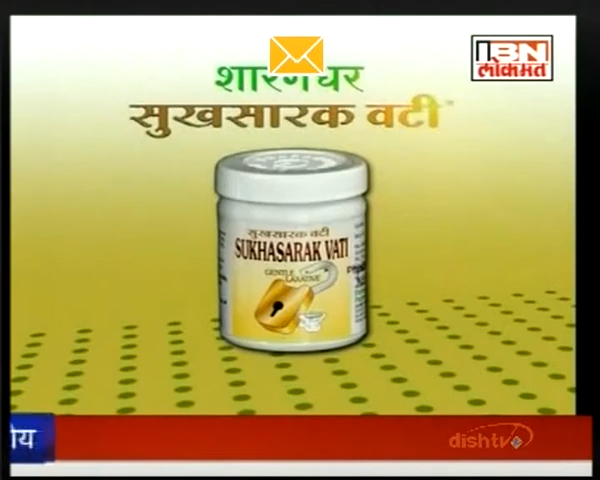 IBN
लोकमत
शारंगधर
सुखसारक वटी
सुखसारक वटी
SUKHASARAK VATI
GENTLE
LAXATIVE
dishtv